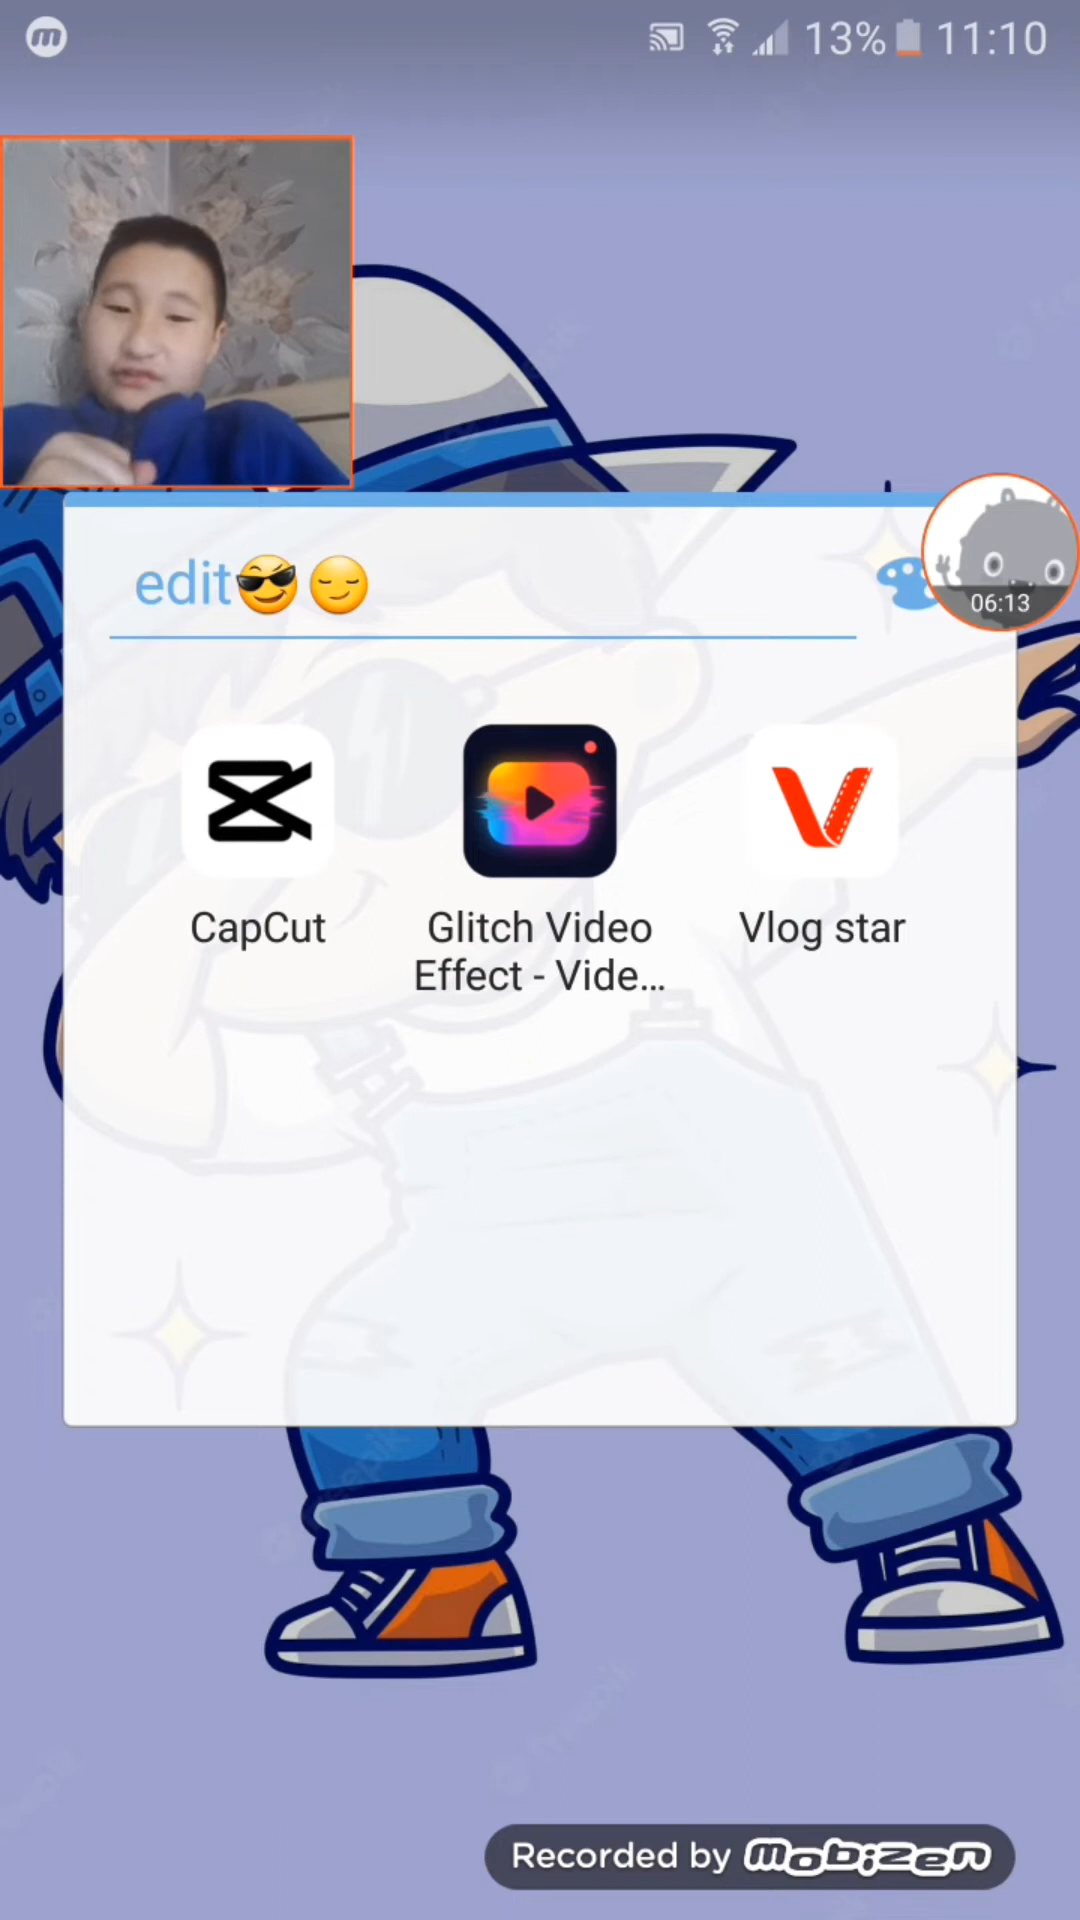 13% 11:10
edit😎😏
06:13
CapCut
Glitch Video
Effect - Vide...
Vlog star
Recorded by mobizen